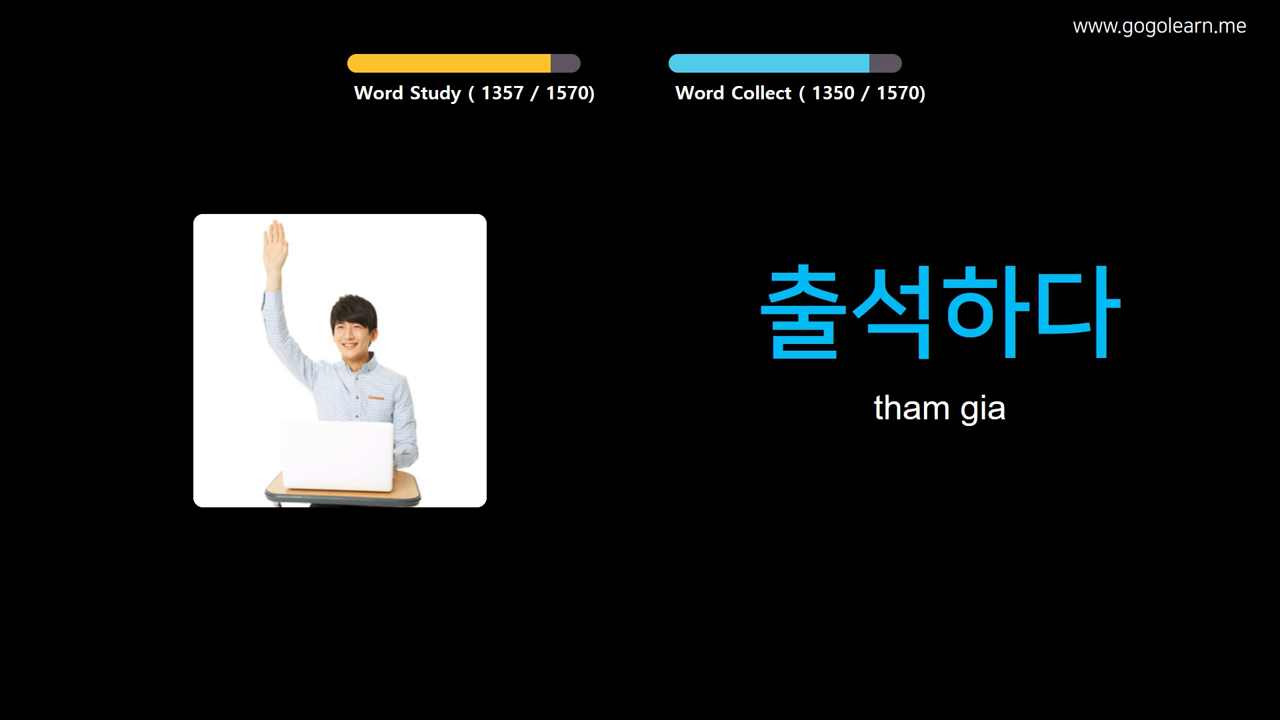 www.gogolearn.me
Word Study ( 1357 / 1570)
Word Collect ( 1350 / 1570)
출석하다
tham gia